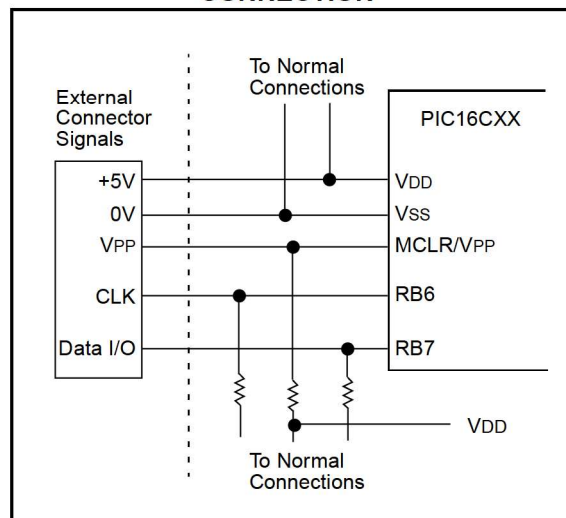 CONNECTION
To Normal
Connections
External
Connector
Signals
PIC16CXX
+5V
VDD
0V
VSS
VPP
MCLR/VPP
CLK
RB6
Data I/O
RB7
VDD
To Normal
Connections